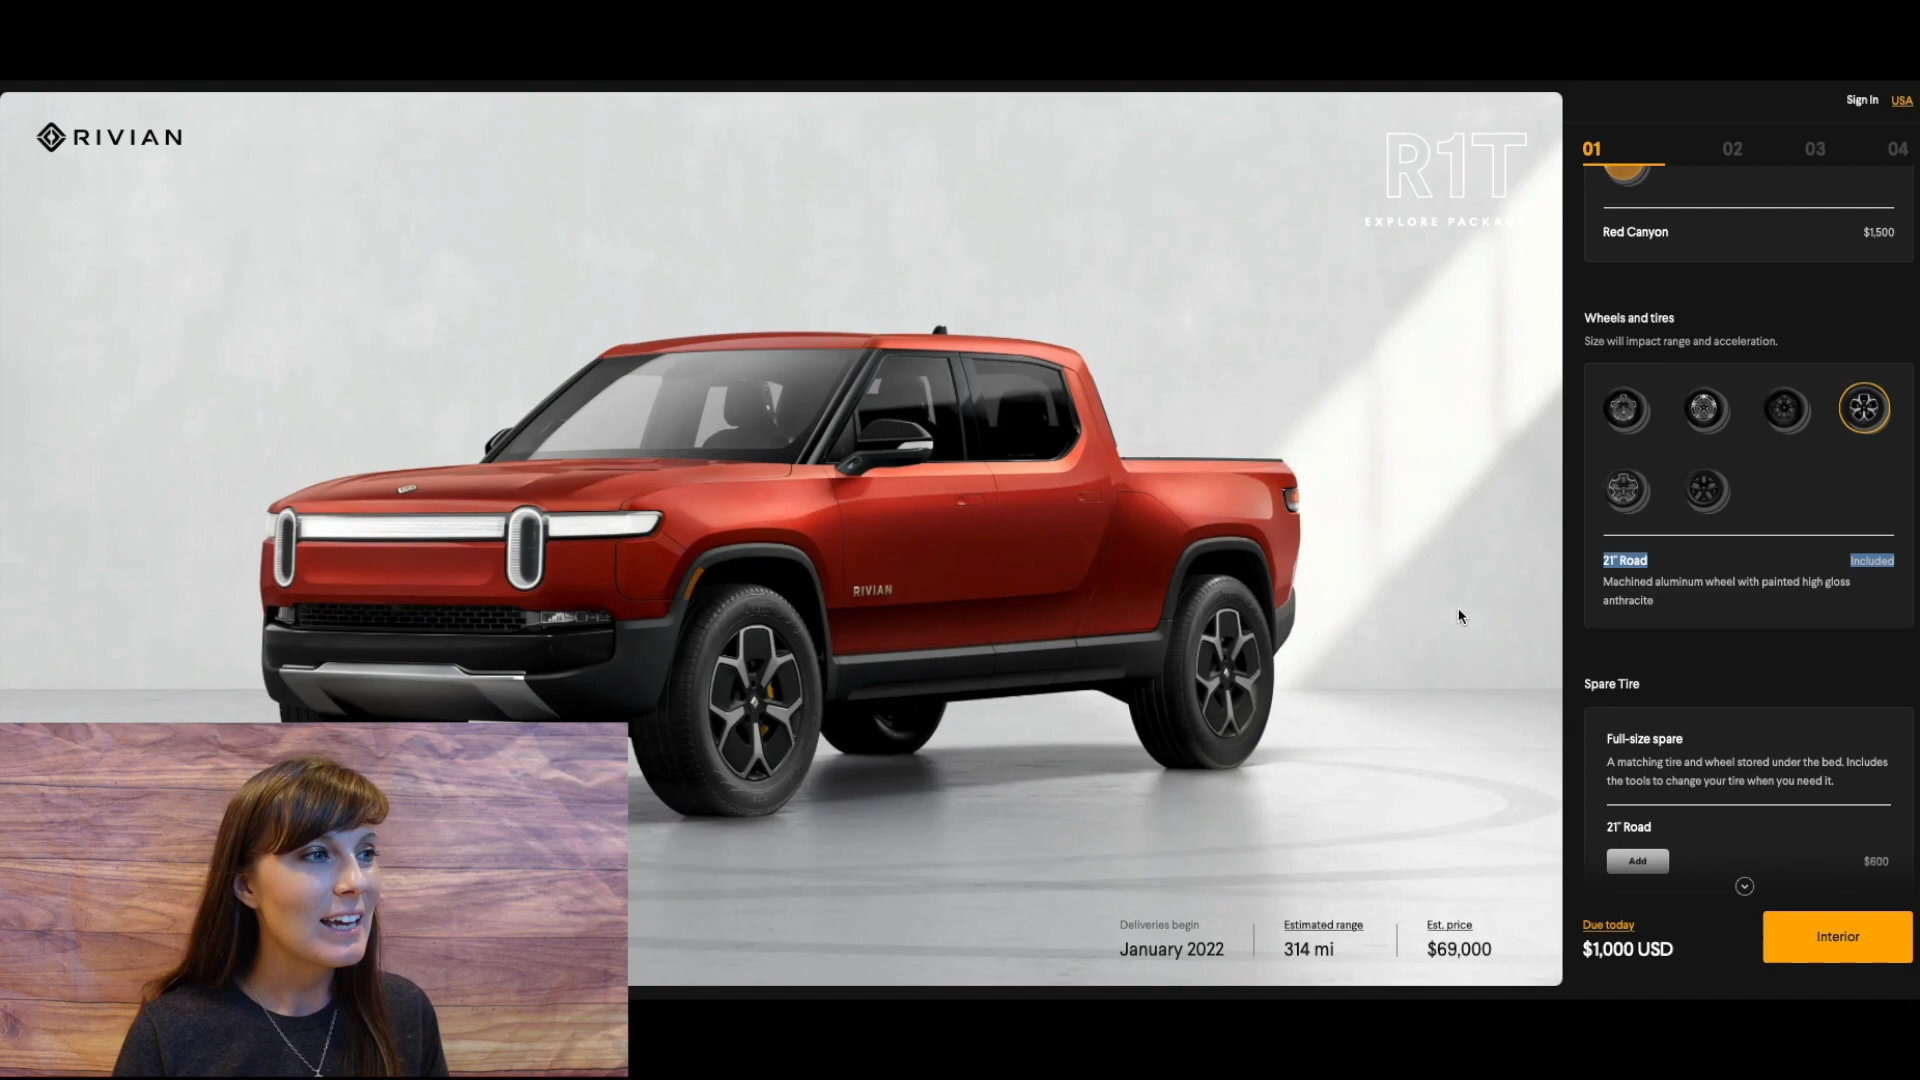 RIVIAN
R1T
EXPLORE PACKAGE
RIVIAN
Deliveries begin
January 2022
Estimated range
314 mi
Est. price
$69,000
Sign In USA
01 02 03 04
Red Canyon $1,500
Wheels and tires
Size will impact range and acceleration.
21" Road Included
Machined aluminum wheel with painted high gloss
anthracite
Spare Tire
Full-size spare
A matching tire and wheel stored under the bed. Includes
the tools to change your tire when you need it.
21" Road
Add $600
Due today
$1,000 USD
Interior